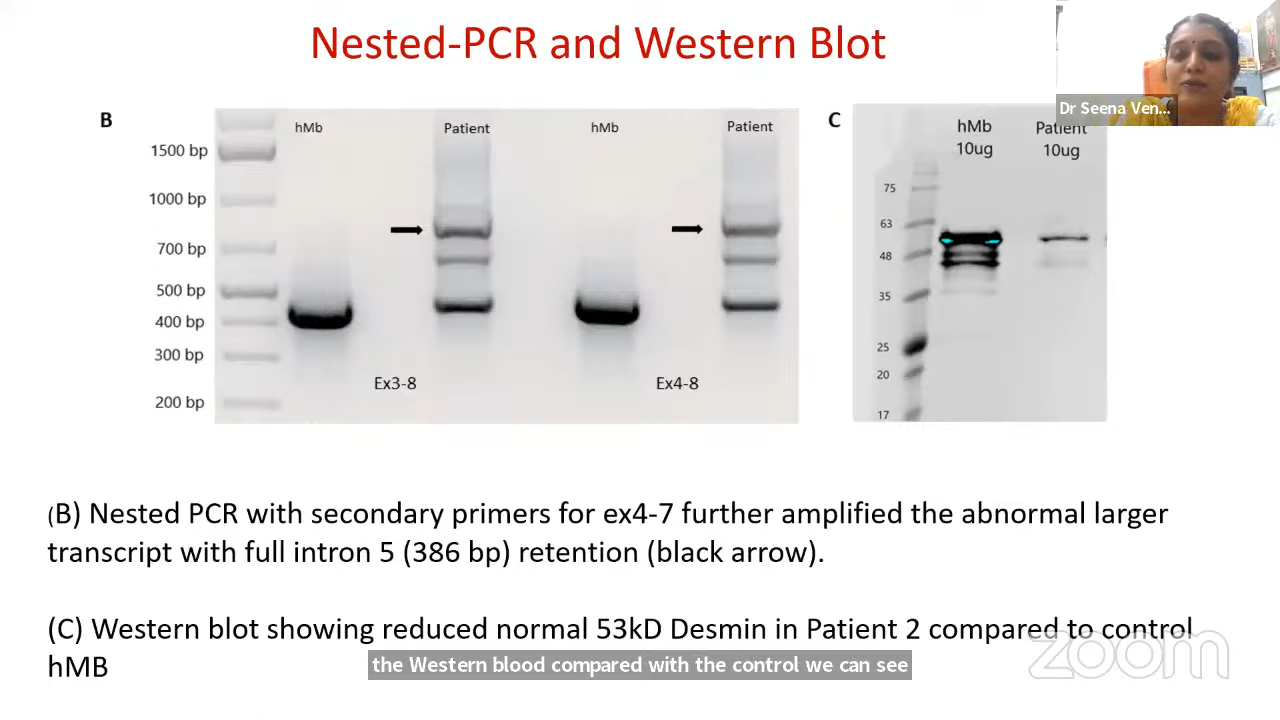 Nested-PCR and Western Blot
Dr Seena Ven...
B
hMb
Patient
hMb
Patient
1500 bp
1000 bp
700 bp
500 bp
400 bp
300 bp
200 bp
Ex3-8
Ex4-8
C
hMb
10ug
Patient
10ug
75
63
48
35
25
20
17
(B) Nested PCR with secondary primers for ex4-7 further amplified the abnormal larger
transcript with full intron 5 (386 bp) retention (black arrow).
(C) Western blot showing reduced normal 53kD Desmin in Patient 2 compared to control
hMB
the Western blood compared with the control we can see
zoom